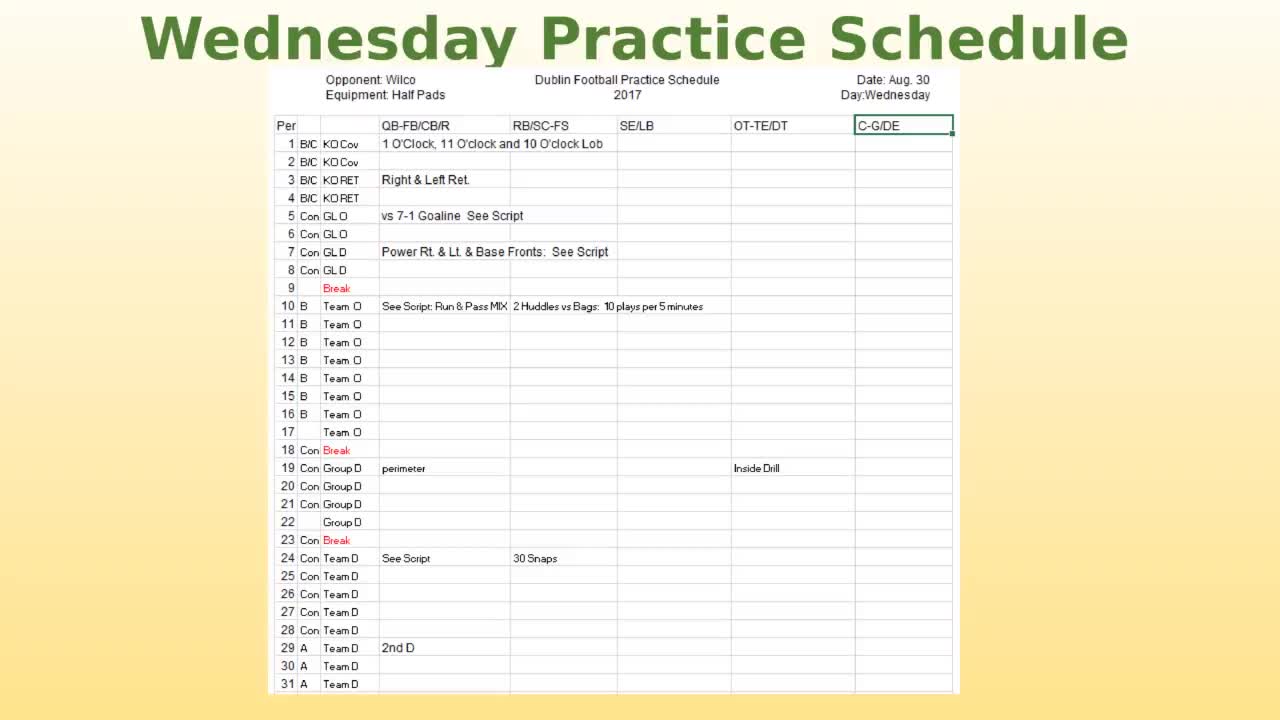 Wednesday Practice Schedule
Opponent: Wilco Dublin Football Practice Schedule Date: Aug. 30
Equipment: Half Pads 2017 Day:Wednesday
Per QB-FB/CB/R RB/SC-FS SE/LB OT-TE/DT C-G/DE
1 B/C KO Cov 1 O'Clock, 11 O'clock and 10 O'clock Lob
2 B/C KO Cov
3 B/C KO RET Right & Left Ret.
4 B/C KO RET
5 Con GL O vs 7-1 Goaline See Script
6 Con GL O
7 Con GL D Power Rt. & Lt. & Base Fronts: See Script
8 Con GL D
9 Break
10 B Team O See Script: Run & Pass MIX 2 Huddles vs Bags: 10 plays per 5 minutes
11 B Team O
12 B Team O
13 B Team O
14 B Team O
15 B Team O
16 B Team O
17 Team O
18 Con Break
19 Con Group D perimeter Inside Drill
20 Con Group D
21 Con Group D
22 Group D
23 Con Break
24 Con Team D See Script 30 Snaps
25 Con Team D
26 Con Team D
27 Con Team D
28 Con Team D
29 A Team D 2nd D
30 A Team D
31 A Team D